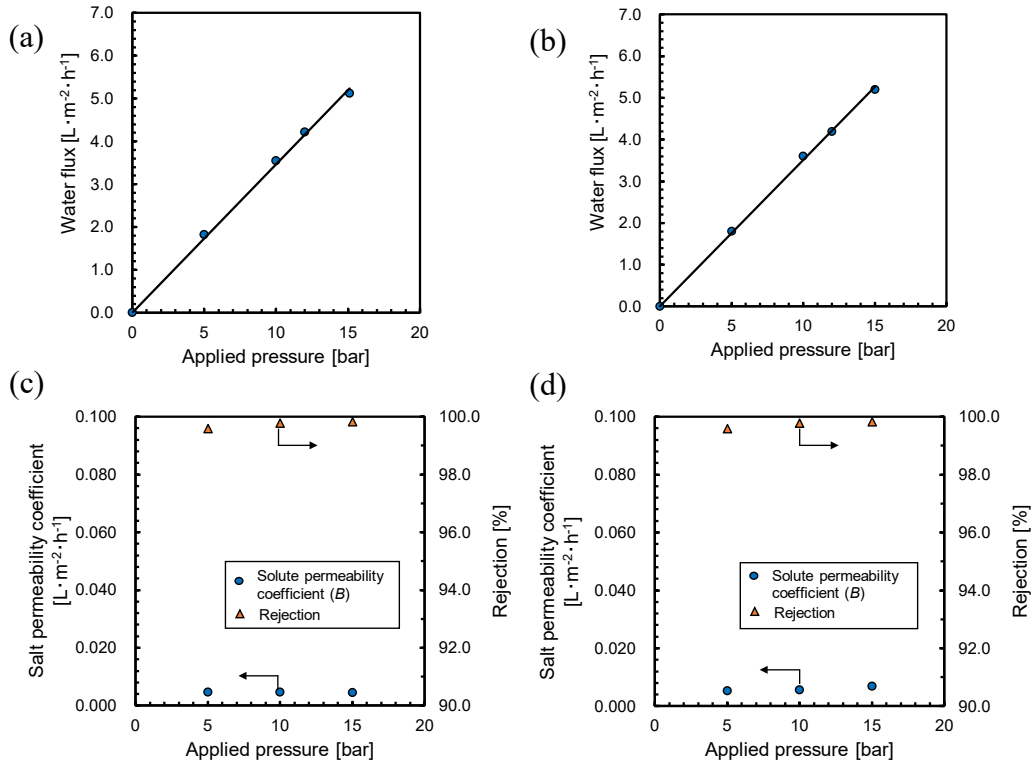 (a)
7.0
6.0
5.0
4.0
3.0
2.0
1.0
0.0
Water flux [L·m⁻²·h⁻¹]
0 5 10 15 20
Applied pressure [bar]
(b)
7.0
6.0
5.0
4.0
3.0
2.0
1.0
0.0
Water flux [L·m⁻²·h⁻¹]
0 5 10 15 20
Applied pressure [bar]
(c)
0.100
0.080
0.060
0.040
0.020
0.000
Salt permeability coefficient
[L·m⁻²·h⁻¹]
100.0
98.0
96.0
94.0
92.0
90.0
Rejection [%]
Solute permeability
coefficient (B)
Rejection
0 5 10 15 20
Applied pressure [bar]
(d)
0.100
0.080
0.060
0.040
0.020
0.000
Salt permeability coefficient
[L·m⁻²·h⁻¹]
100.0
98.0
96.0
94.0
92.0
90.0
Rejection [%]
Solute permeability
coefficient (B)
Rejection
0 5 10 15 20
Applied pressure [bar]